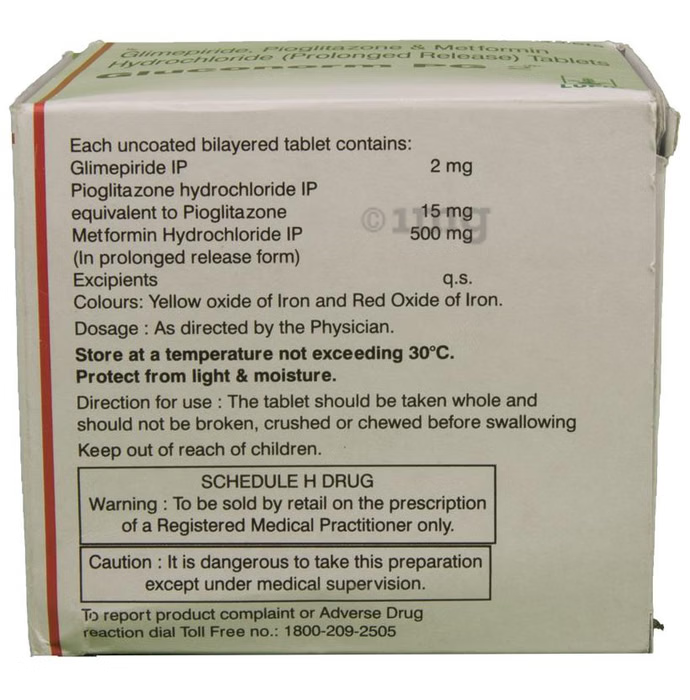 Glimepiride, Pioglitazone & Metformin
Hydrochloride (Prolonged Release) Tablets
Gluconorm PG
Each uncoated bilayered tablet contains:
Glimepiride IP 2 mg
Pioglitazone hydrochloride IP
equivalent to Pioglitazone 15 mg
Metformin Hydrochloride IP 500 mg
(In prolonged release form)
Excipients q.s.
Colours: Yellow oxide of Iron and Red Oxide of Iron.
Dosage : As directed by the Physician.
Store at a temperature not exceeding 30°C.
Protect from light & moisture.
Direction for use : The tablet should be taken whole and
should not be broken, crushed or chewed before swallowing
Keep out of reach of children.
SCHEDULE H DRUG
Warning : To be sold by retail on the prescription
of a Registered Medical Practitioner only.
Caution : It is dangerous to take this preparation
except under medical supervision.
To report product complaint or Adverse Drug
reaction dial Toll Free no.: 1800-209-2505
© 1mg